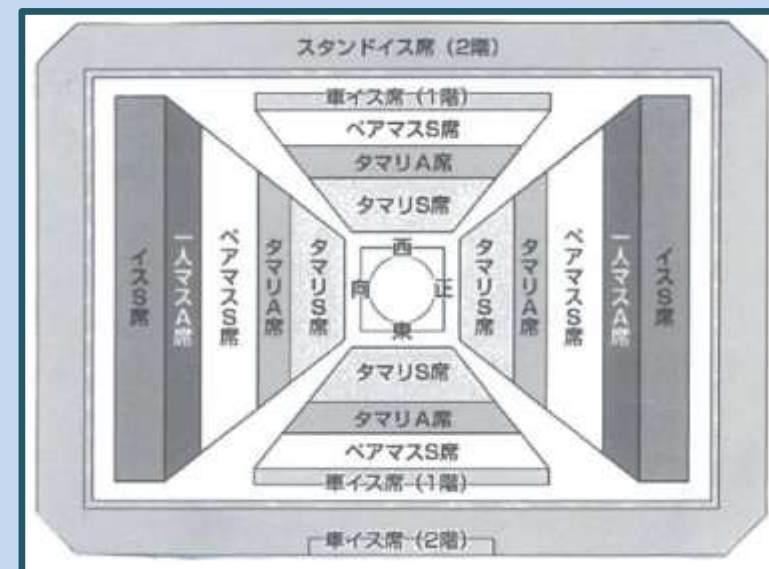 スタンドイス席 (2階)
車イス席 (1階)
ペアマスS席
タマリA席
タマリS席
イスS席
一人マスA席
ペアマスS席
タマリA席
タマリS席
西
向
正
東
タマリS席
タマリA席
ペアマスS席
一人マスA席
イスS席
タマリS席
タマリA席
ペアマスS席
車イス席 (1階)
車イス席 (2階)